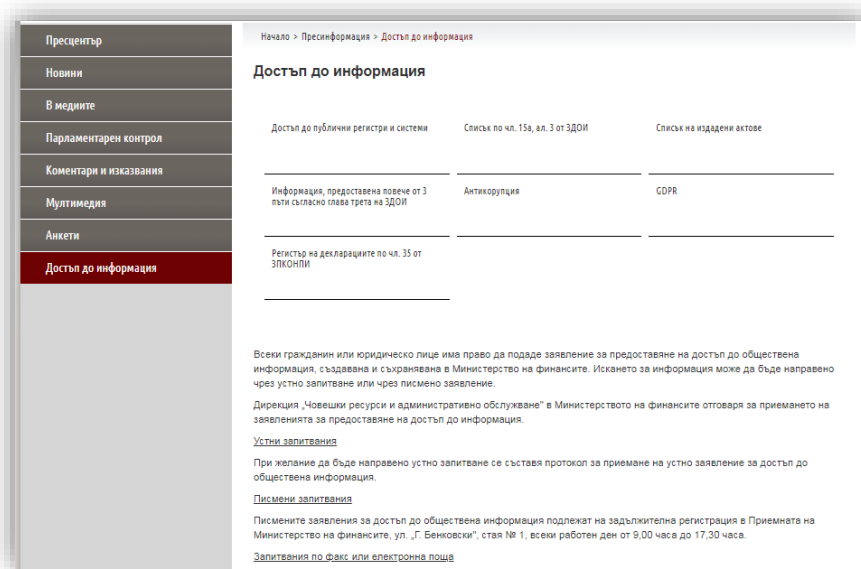 Пресцентър
Новини
В медиите
Парламентарен контрол
Коментари и изказвания
Мултимедия
Анкети
Достъп до информация
Начало > Пресинформация > Достъп до информация
Достъп до информация
Достъп до публични регистри и системи
Списък по чл. 15а, ал. 3 от ЗДОИ
Списък на издадени актове
Информация, предоставена повече от 3
пъти съгласно глава трета на ЗДОИ
Антикорупция
GDPR
Регистър на декларациите по чл. 35 от
ЗПКОНПИ
Всеки гражданин или юридическо лице има право да подаде заявление за предоставяне на достъп до обществена
информация, създавана и съхранявана в Министерство на финансите. Искането за информация може да бъде направено
чрез устно запитване или чрез писмено заявление.
Дирекция „Човешки ресурси и административно обслужване" в Министерството на финансите отговаря за приемането на
заявленията за предоставяне на достъп до информация.
Устни запитвания
При желание да бъде направено устно запитване се съставя протокол за приемане на устно заявление за достъп до
обществена информация.
Писмени запитвания
Писмените заявления за достъп до обществена информация подлежат на задължителна регистрация в Приемната на
Министерство на финансите, ул. „Г. Бенковски", стая № 1, всеки работен ден от 9,00 часа до 17,30 часа.
Запитвания по факс или електронна поща